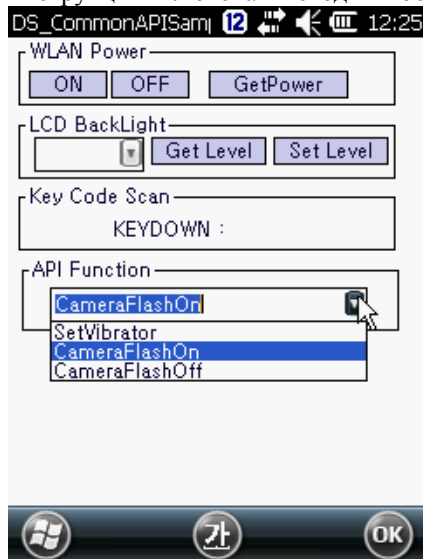 DS_CommonAPISam 12 12:25
WLAN Power
ON OFF GetPower
LCD BackLight
Get Level Set Level
Key Code Scan
KEYDOWN :
API Function
CameraFlashOn
SetVibrator
CameraFlashOn
CameraFlashOff
가 OK